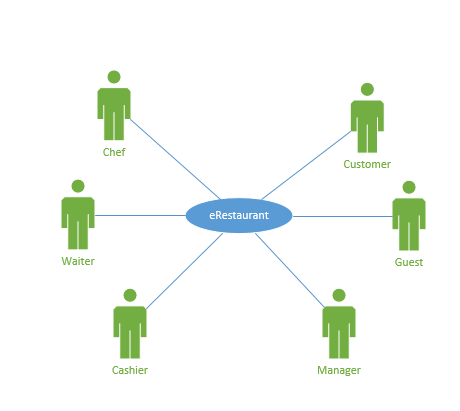 Chef
Customer
eRestaurant
Waiter
Guest
Cashier
Manager